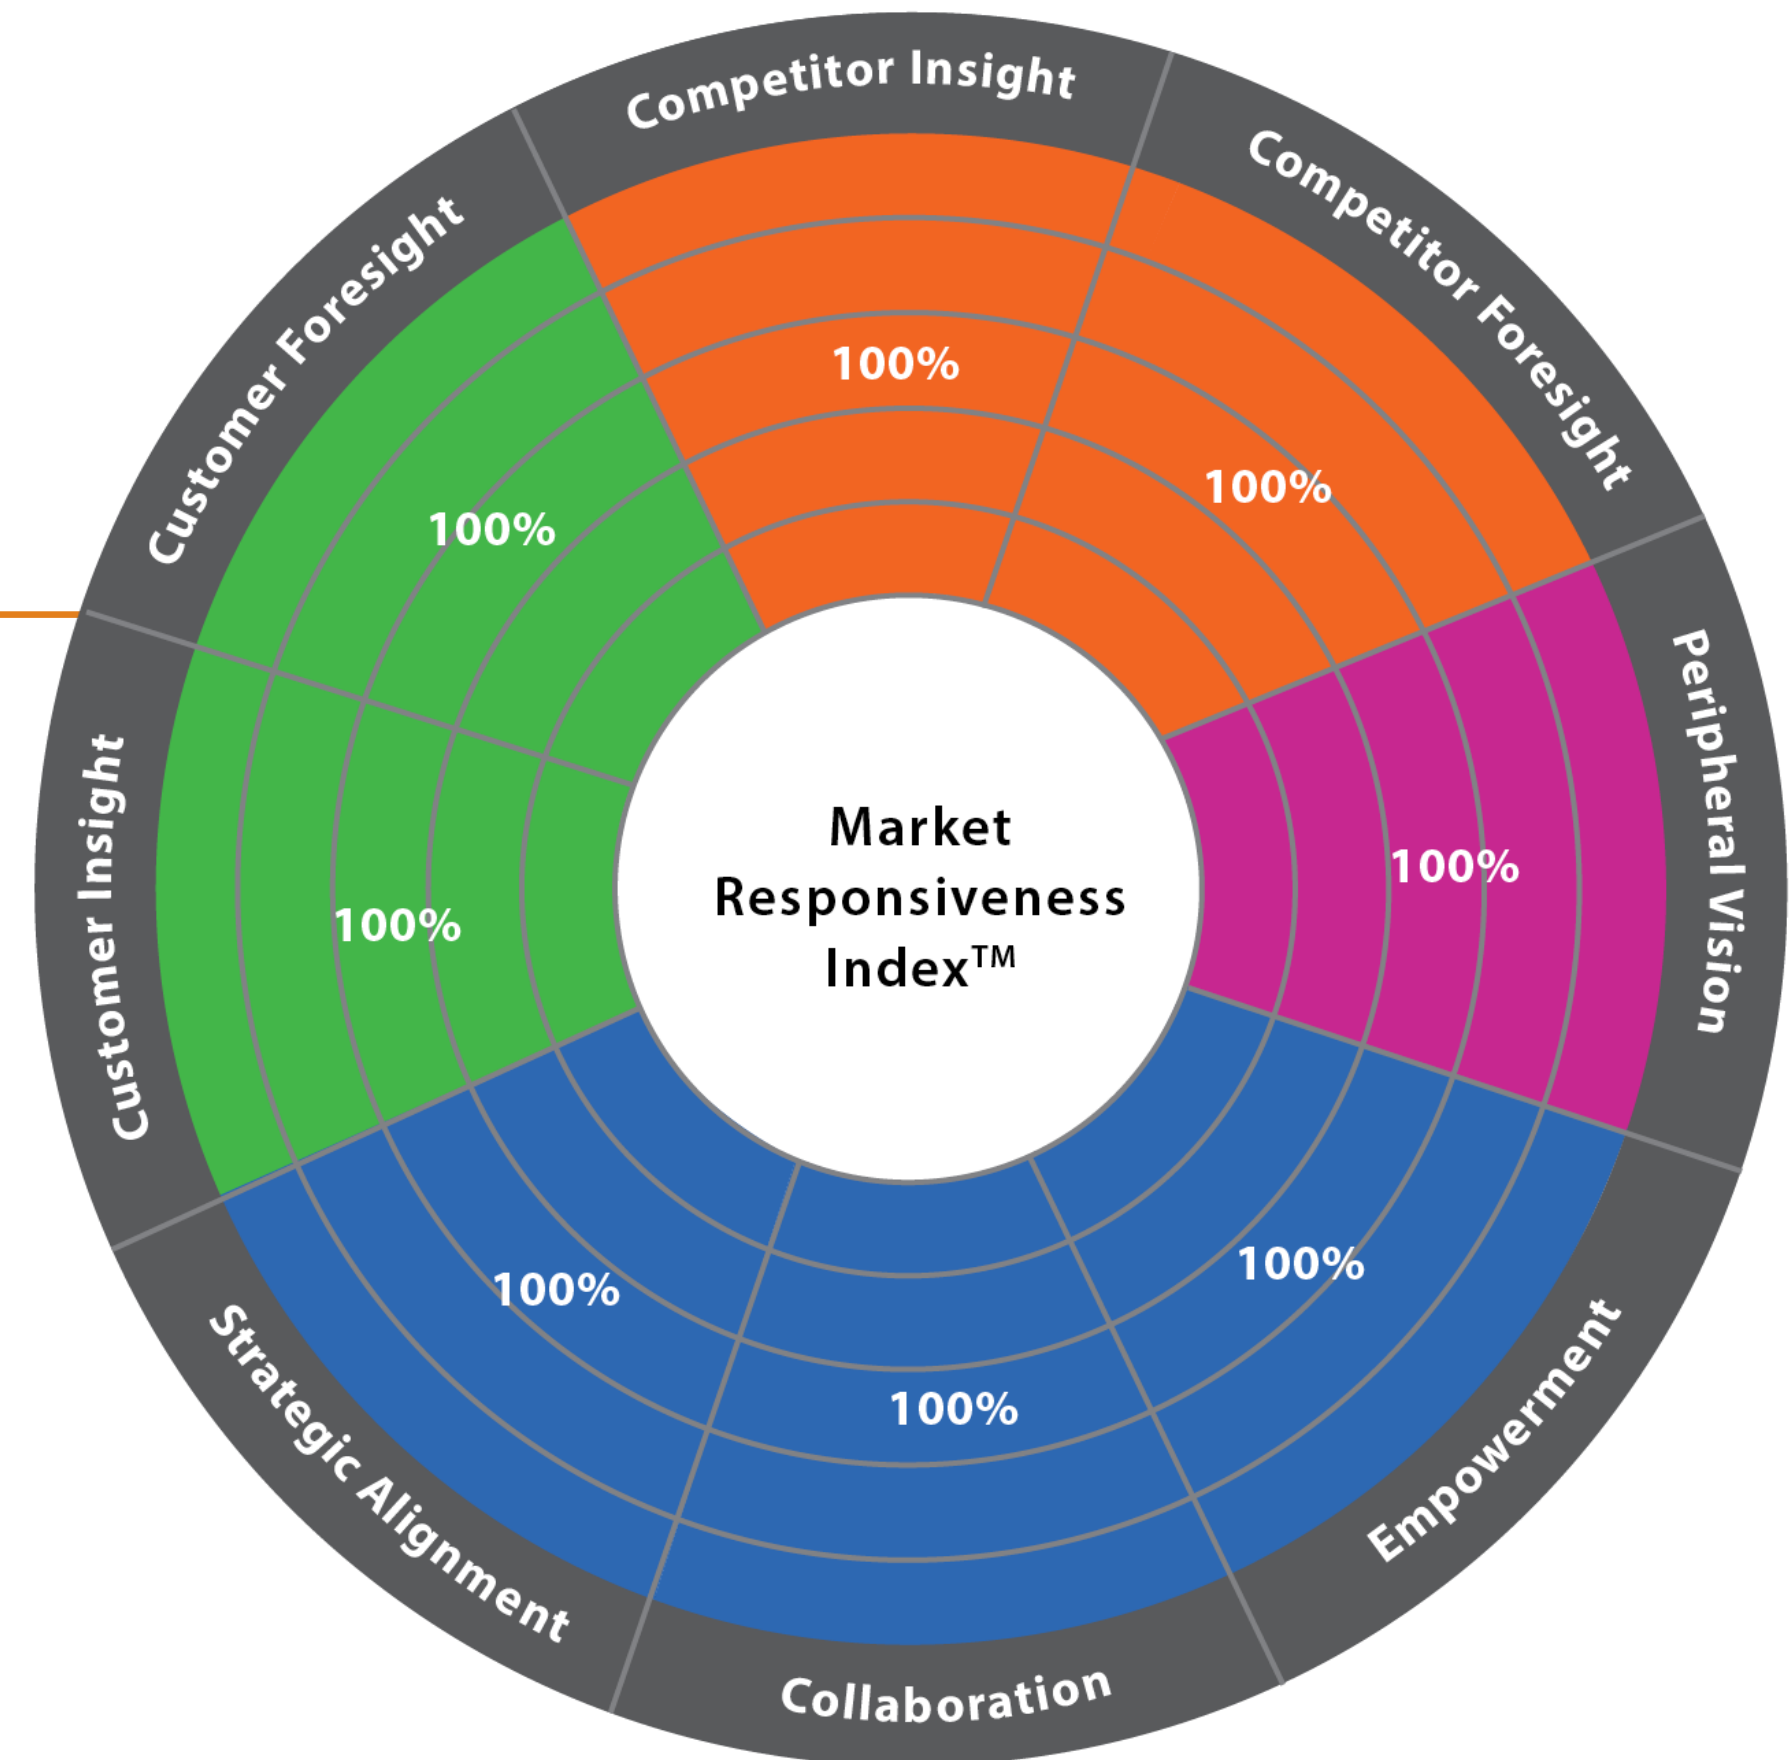 Competitor Insight
100%
Competitor Foresight
100%
Peripheral Vision
100%
Empowerment
100%
Collaboration
100%
Strategic Alignment
100%
Customer Insight
100%
Customer Foresight
100%
Market
Responsiveness
Index™